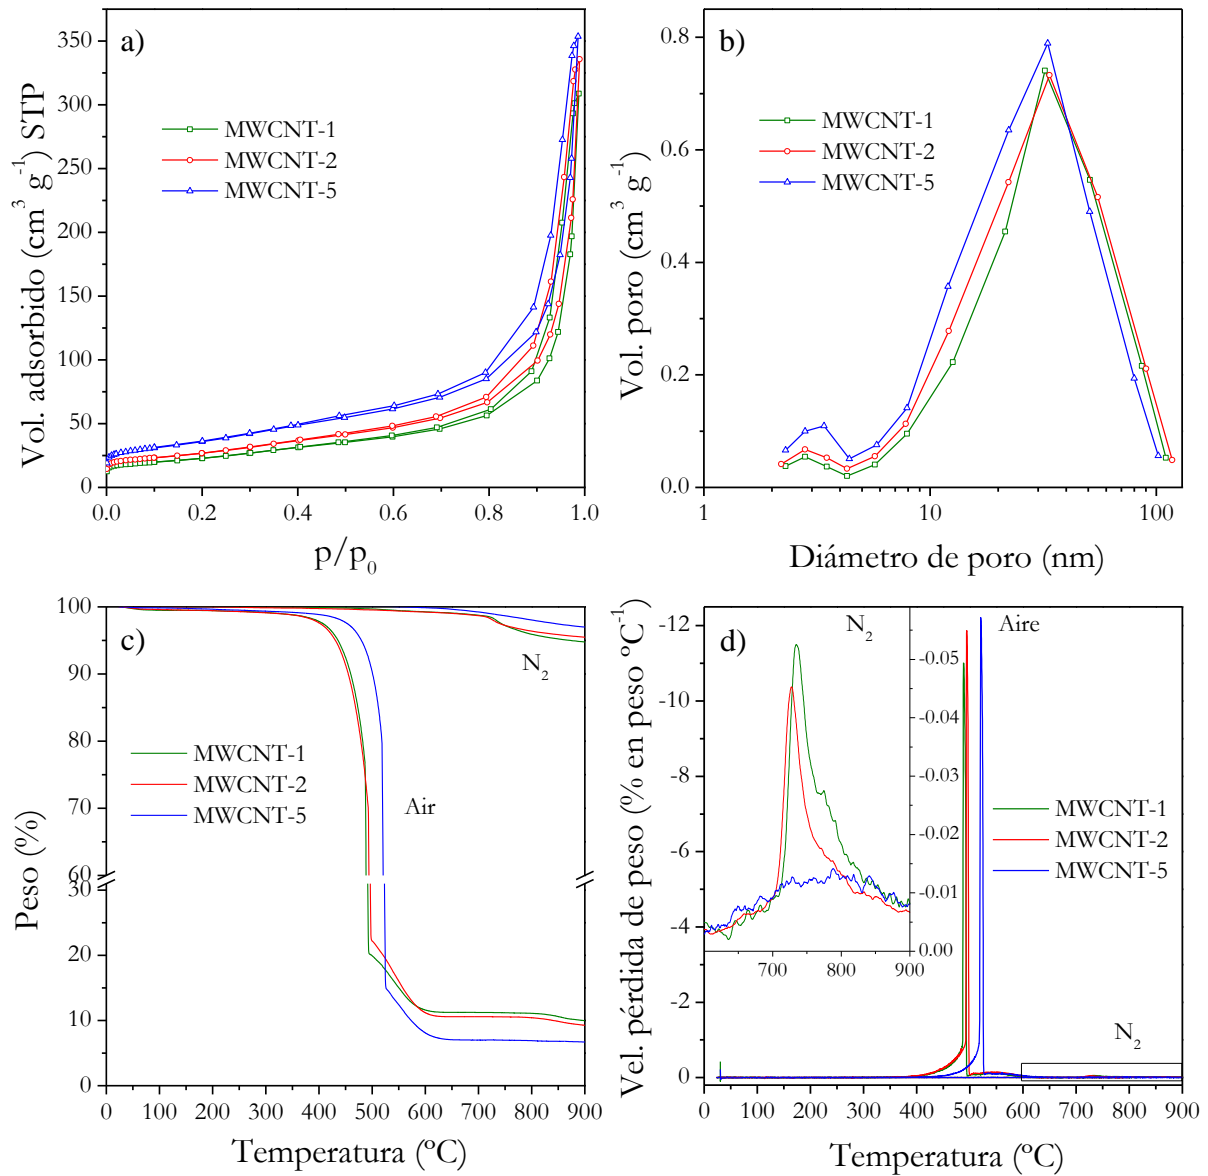 a)
Vol. adsorbido (cm³ g⁻¹) STP
350
300
250
200
150
100
50
0
MWCNT-1
MWCNT-2
MWCNT-5
0.0 0.2 0.4 0.6 0.8 1.0
p/p₀
b)
Vol. poro (cm³ g⁻¹)
0.8
0.6
0.4
0.2
0.0
MWCNT-1
MWCNT-2
MWCNT-5
1 10 100
Diámetro de poro (nm)
c)
Peso (%)
100
90
80
70
60
30
20
10
0
N₂
MWCNT-1
MWCNT-2
MWCNT-5
Air
0 100 200 300 400 500 600 700 800 900
Temperatura (ºC)
d)
Vel. pérdida de peso (% en peso ºC⁻¹)
-12
-10
-8
-6
-4
-2
0
N₂
Aire
-0.05
-0.04
-0.03
-0.02
-0.01
0.00
700 800 900
MWCNT-1
MWCNT-2
MWCNT-5
N₂
0 100 200 300 400 500 600 700 800 900
Temperatura (ºC)